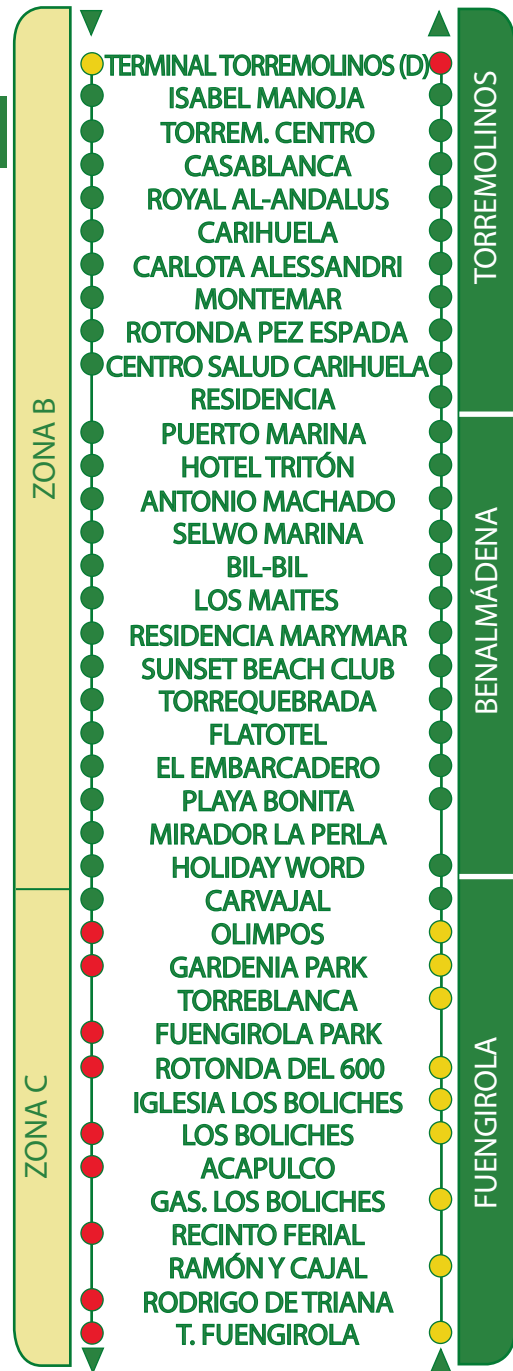 TERMINAL TORREMOLINOS (D)
ISABEL MANOJA
TORREM. CENTRO
CASABLANCA
ROYAL AL-ANDALUS
CARIHUELA
CARLOTA ALESSANDRI
MONTEMAR
ROTONDA PEZ ESPADA
CENTRO SALUD CARIHUELA
RESIDENCIA
PUERTO MARINA
HOTEL TRITÓN
ANTONIO MACHADO
SELWO MARINA
BIL-BIL
LOS MAITES
RESIDENCIA MARYMAR
SUNSET BEACH CLUB
TORREQUEBRADA
FLATOTEL
EL EMBARCADERO
PLAYA BONITA
MIRADOR LA PERLA
HOLIDAY WORD
CARVAJAL
OLIMPOS
GARDENIA PARK
TORREBLANCA
FUENGIROLA PARK
ROTONDA DEL 600
IGLESIA LOS BOLICHES
LOS BOLICHES
ACAPULCO
GAS. LOS BOLICHES
RECINTO FERIAL
RAMÓN Y CAJAL
RODRIGO DE TRIANA
T. FUENGIROLA
ZONA B
ZONA C
TORREMOLINOS
BENALMÁDENA
FUENGIROLA